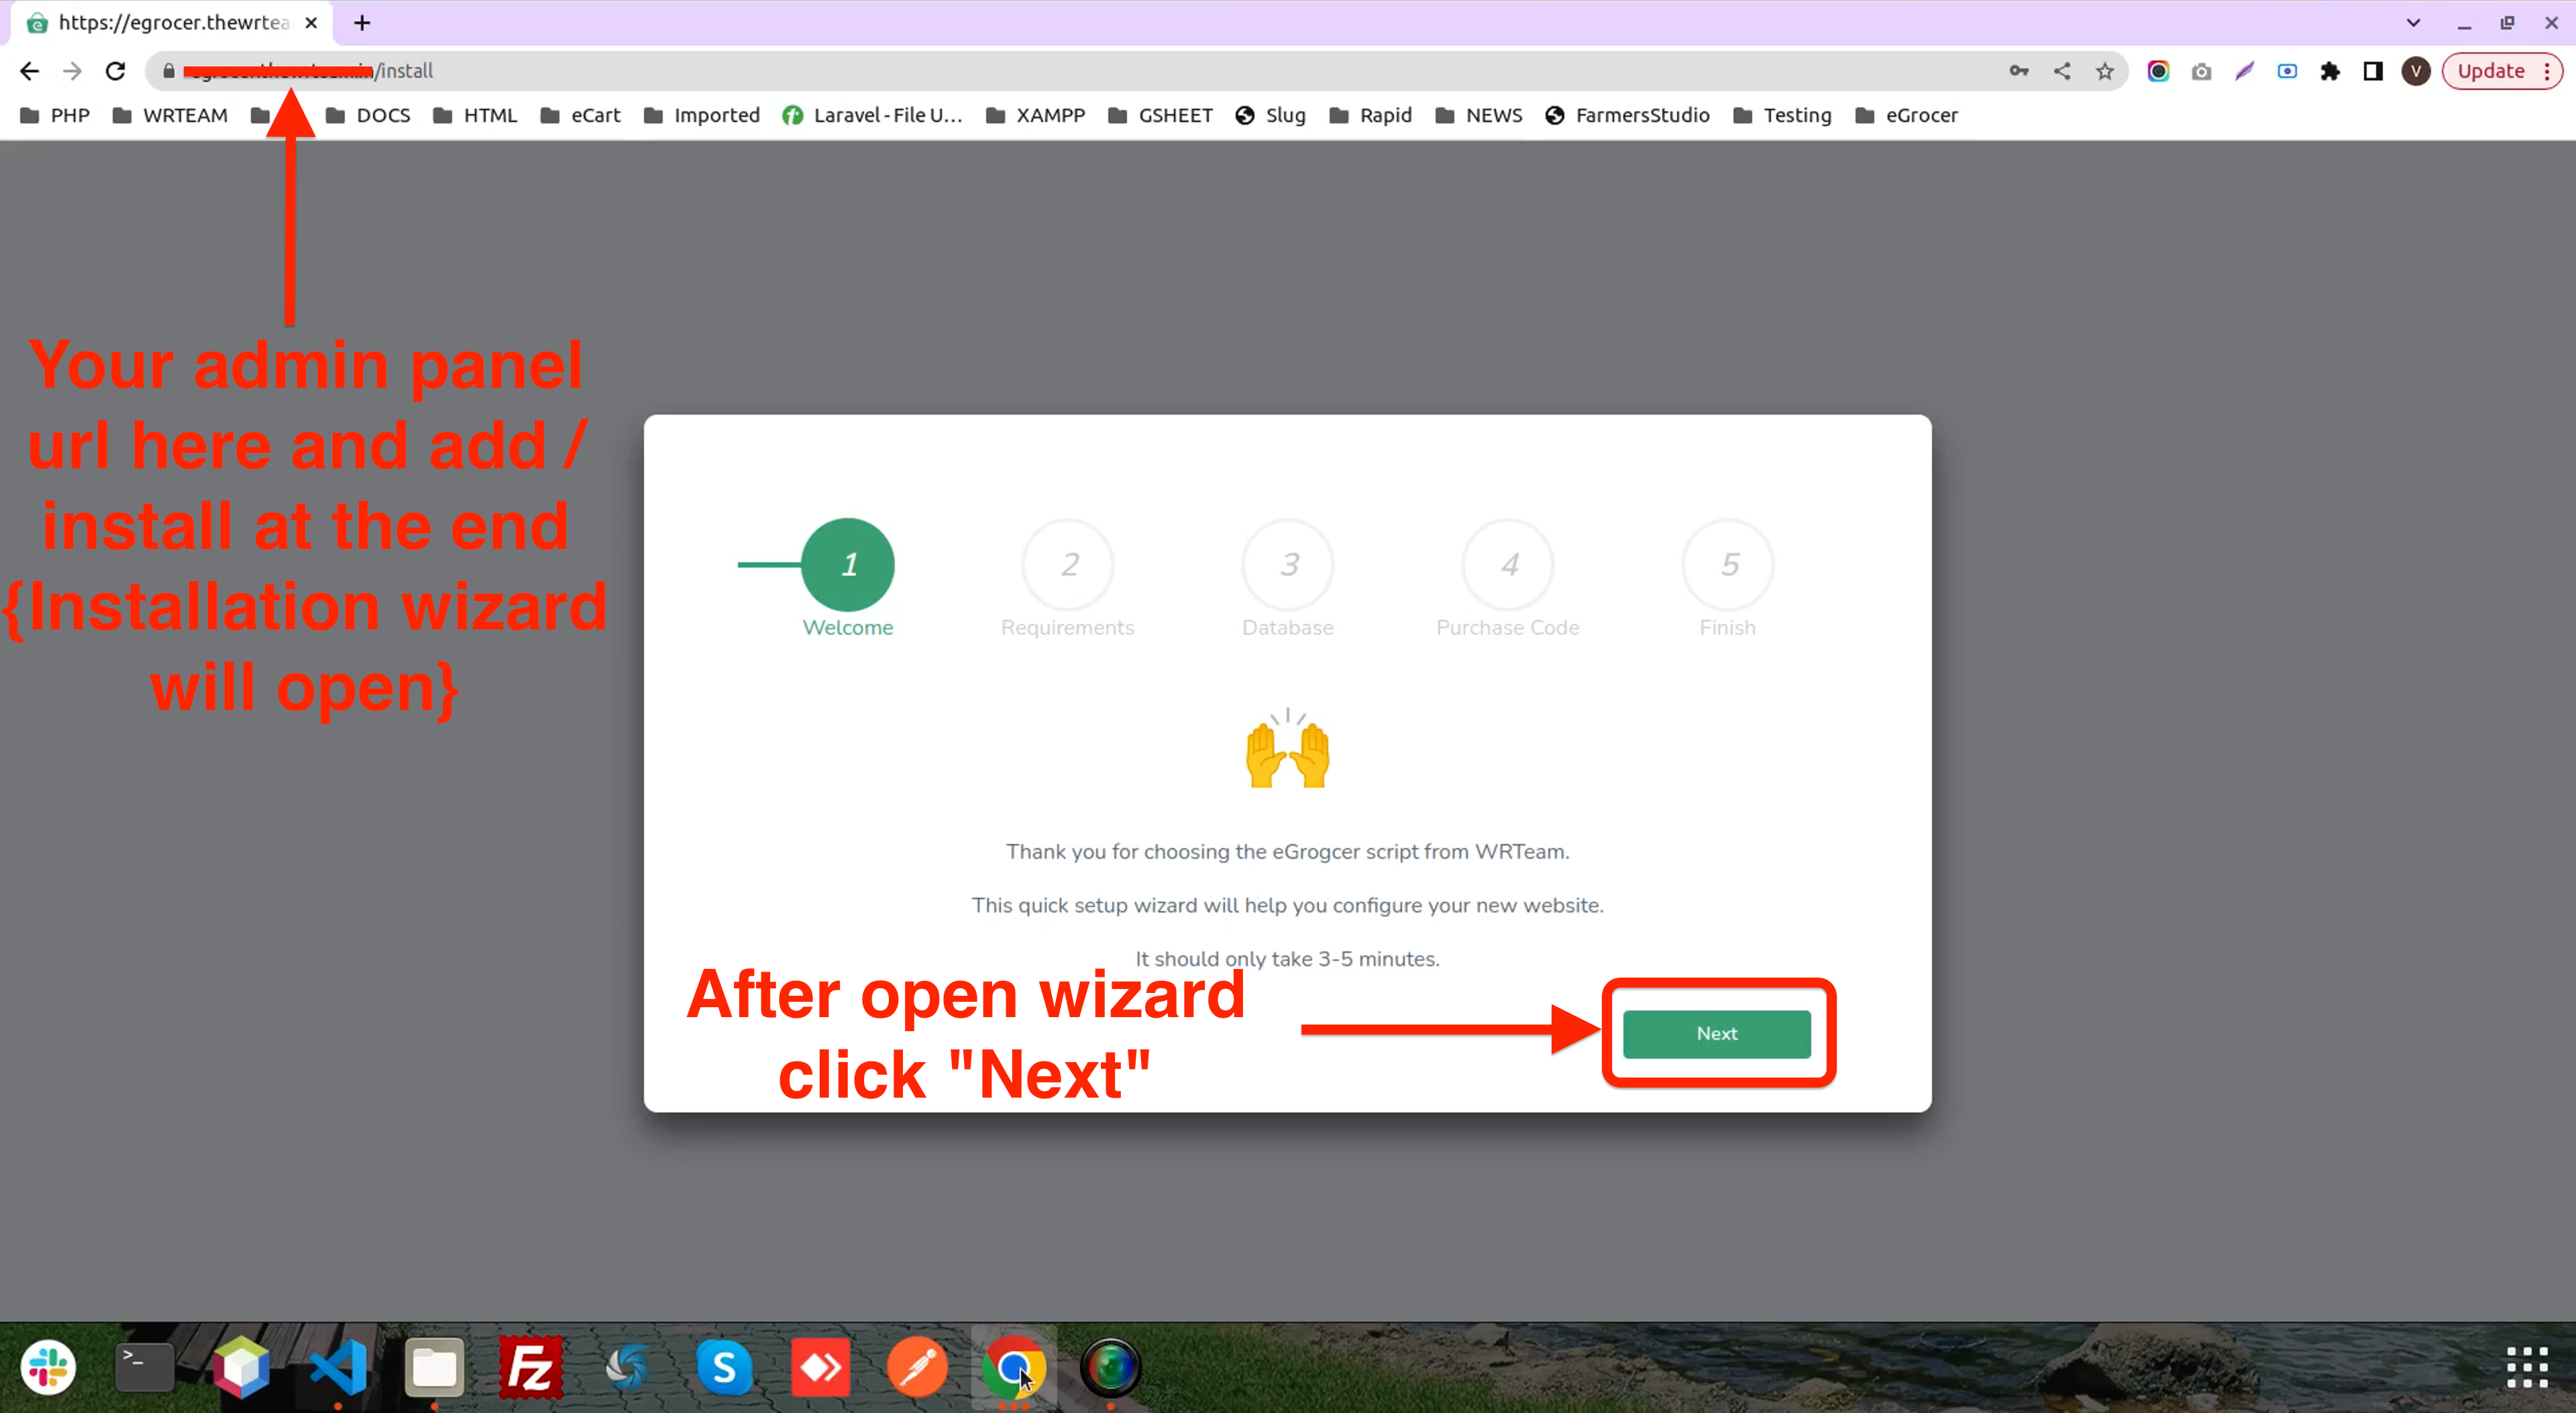 https://egrocer.thewrtea
/install
Update
PHP
WRTEAM
DOCS
HTML
eCart
Imported
Laravel - File U...
XAMPP
GSHEET
Slug
Rapid
NEWS
FarmersStudio
Testing
eGrocer
Your admin panel
url here and add /
install at the end
{Installation wizard
will open}
1
2
3
4
5
Welcome
Requirements
Database
Purchase Code
Finish
Thank you for choosing the eGrogcer script from WRTeam.
This quick setup wizard will help you configure your new website.
It should only take 3-5 minutes.
After open wizard
click "Next"
Next